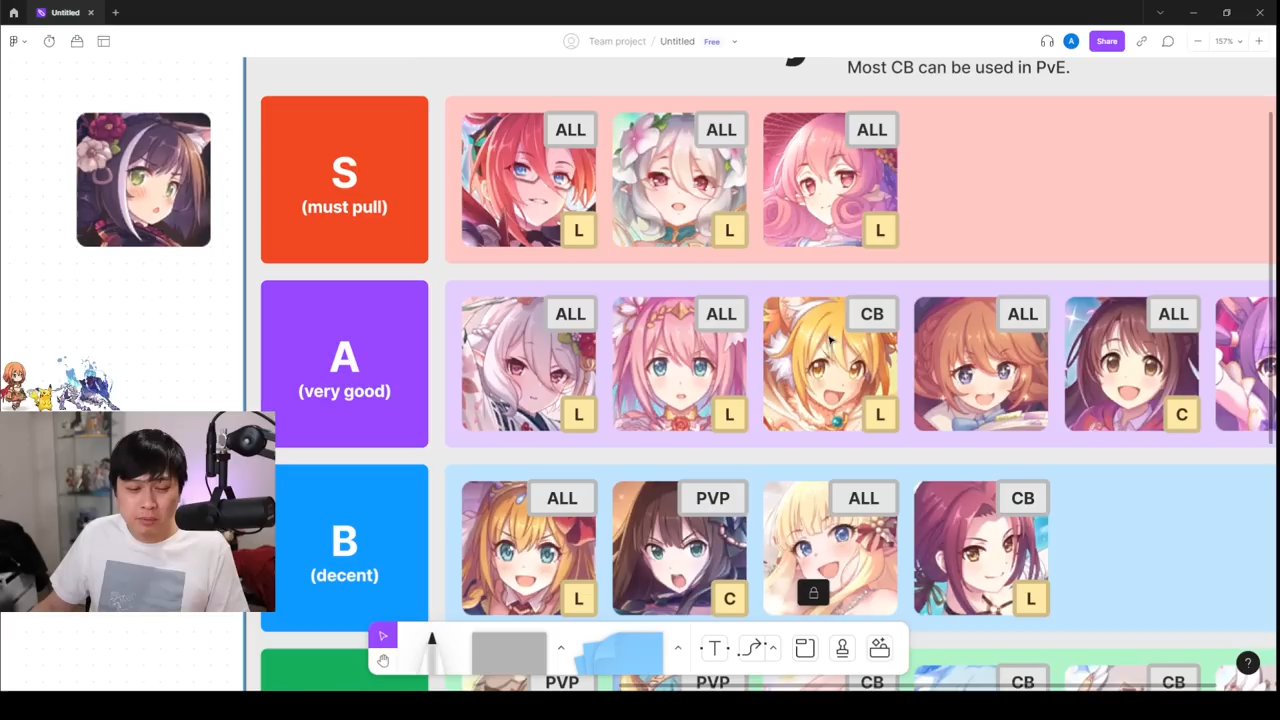 Untitled
Team project / Untitled Free
A
Share
157%
Most CB can be used in PvE.
S
(must pull)
ALL
L
ALL
L
ALL
L
A
(very good)
ALL
L
ALL
L
CB
L
ALL
ALL
C
B
(decent)
ALL
L
PVP
C
ALL
CB
L
T
?
PVP
PVP
CB
CB
CB